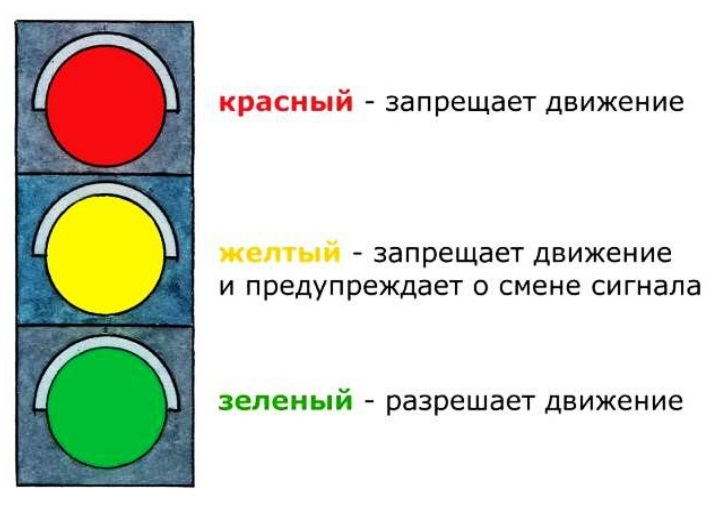 красный - запрещает движение
желтый - запрещает движение
и предупреждает о смене сигнала
зеленый - разрешает движение